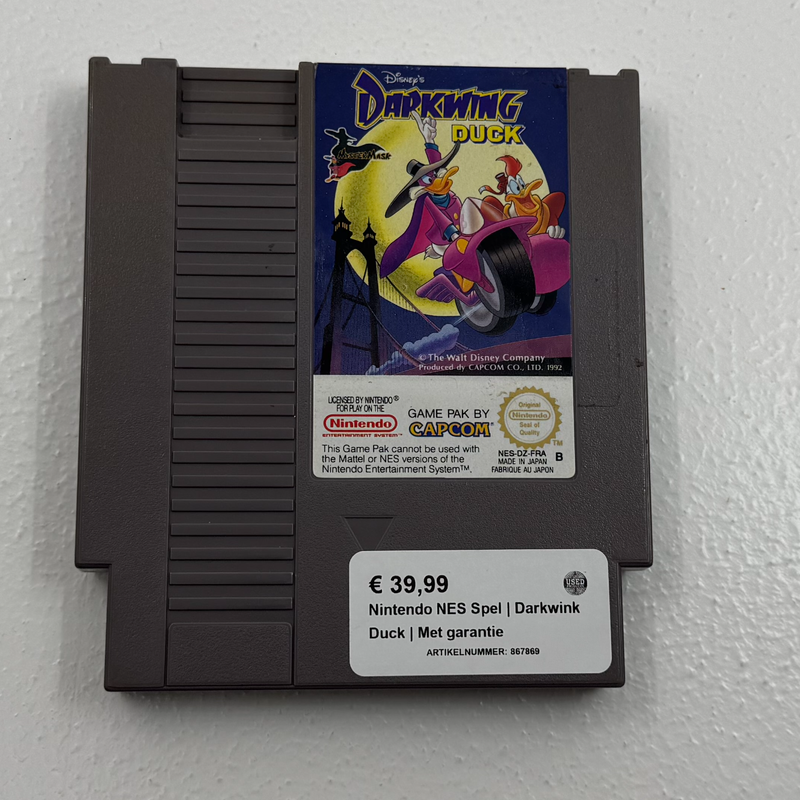 Disney's
DARKWING
DUCK
MYSTER MASK
© The Walt Disney Company
Produced by CAPCOM CO., LTD. 1992
LICENSED BY NINTENDO®
FOR PLAY ON THE
Nintendo
ENTERTAINMENT SYSTEM™
GAME PAK BY
CAPCOM
Original
Nintendo
Seal of
Quality
TM
This Game Pak cannot be used with
the Mattel or NES versions of the
Nintendo Entertainment System™.
NES-DZ-FRA
MADE IN JAPAN
FABRIQUE AU JAPON
B
€ 39,99
USED
Nintendo NES Spel | Darkwink
Duck | Met garantie
ARTIKELNUMMER: 867869